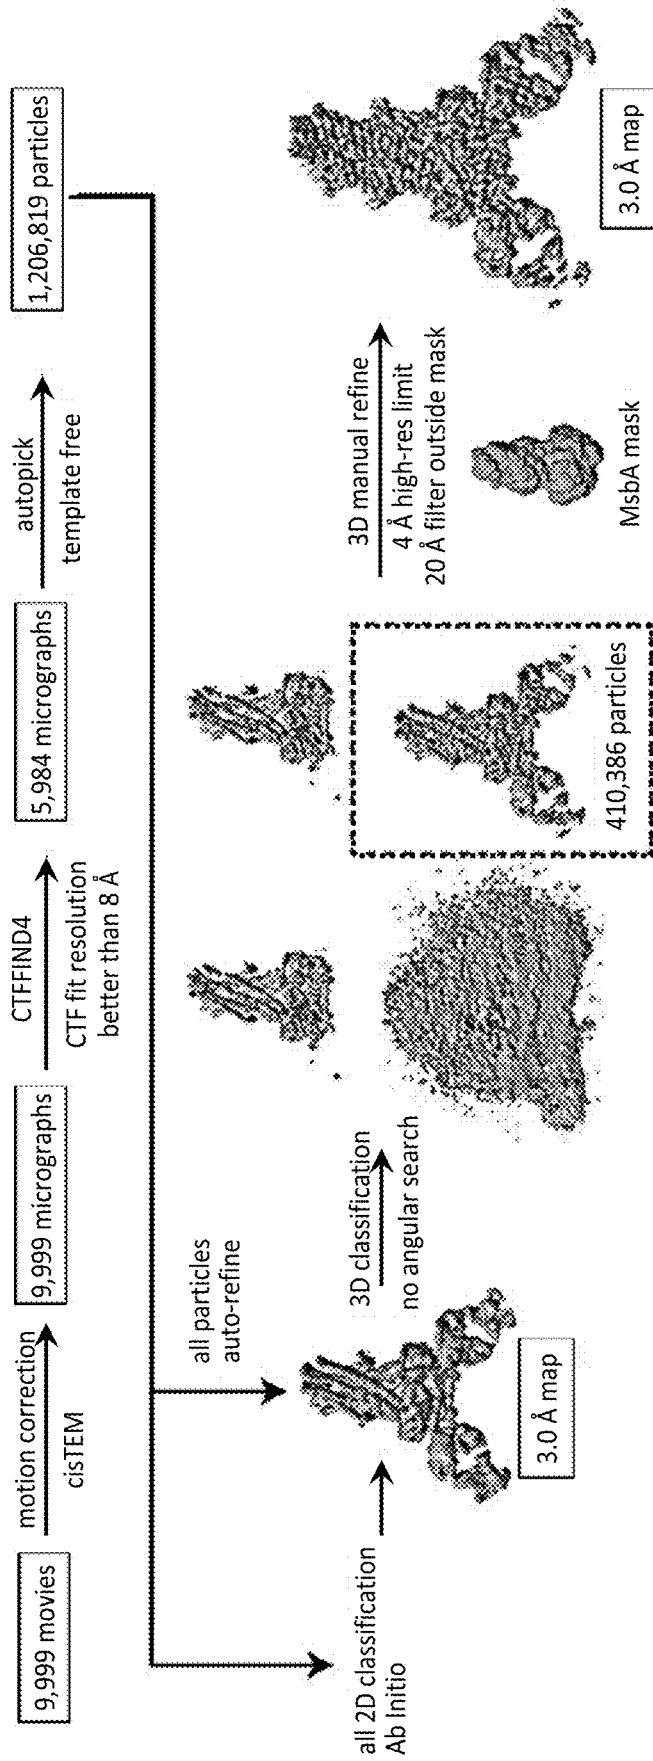 9,999 movies
motion correction
cisTEM
9,999 micrographs
CTFFIND4
CTF fit resolution
better than 8 Å
5,984 micrographs
autopick
template free
1,206,819 particles
all 2D classification
Ab Initio
all particles
auto-refine
3.0 Å map
3D classification
no angular search
410,386 particles
3D manual refine
4 Å high-res limit
20 Å filter outside mask
MsbA mask
3.0 Å map